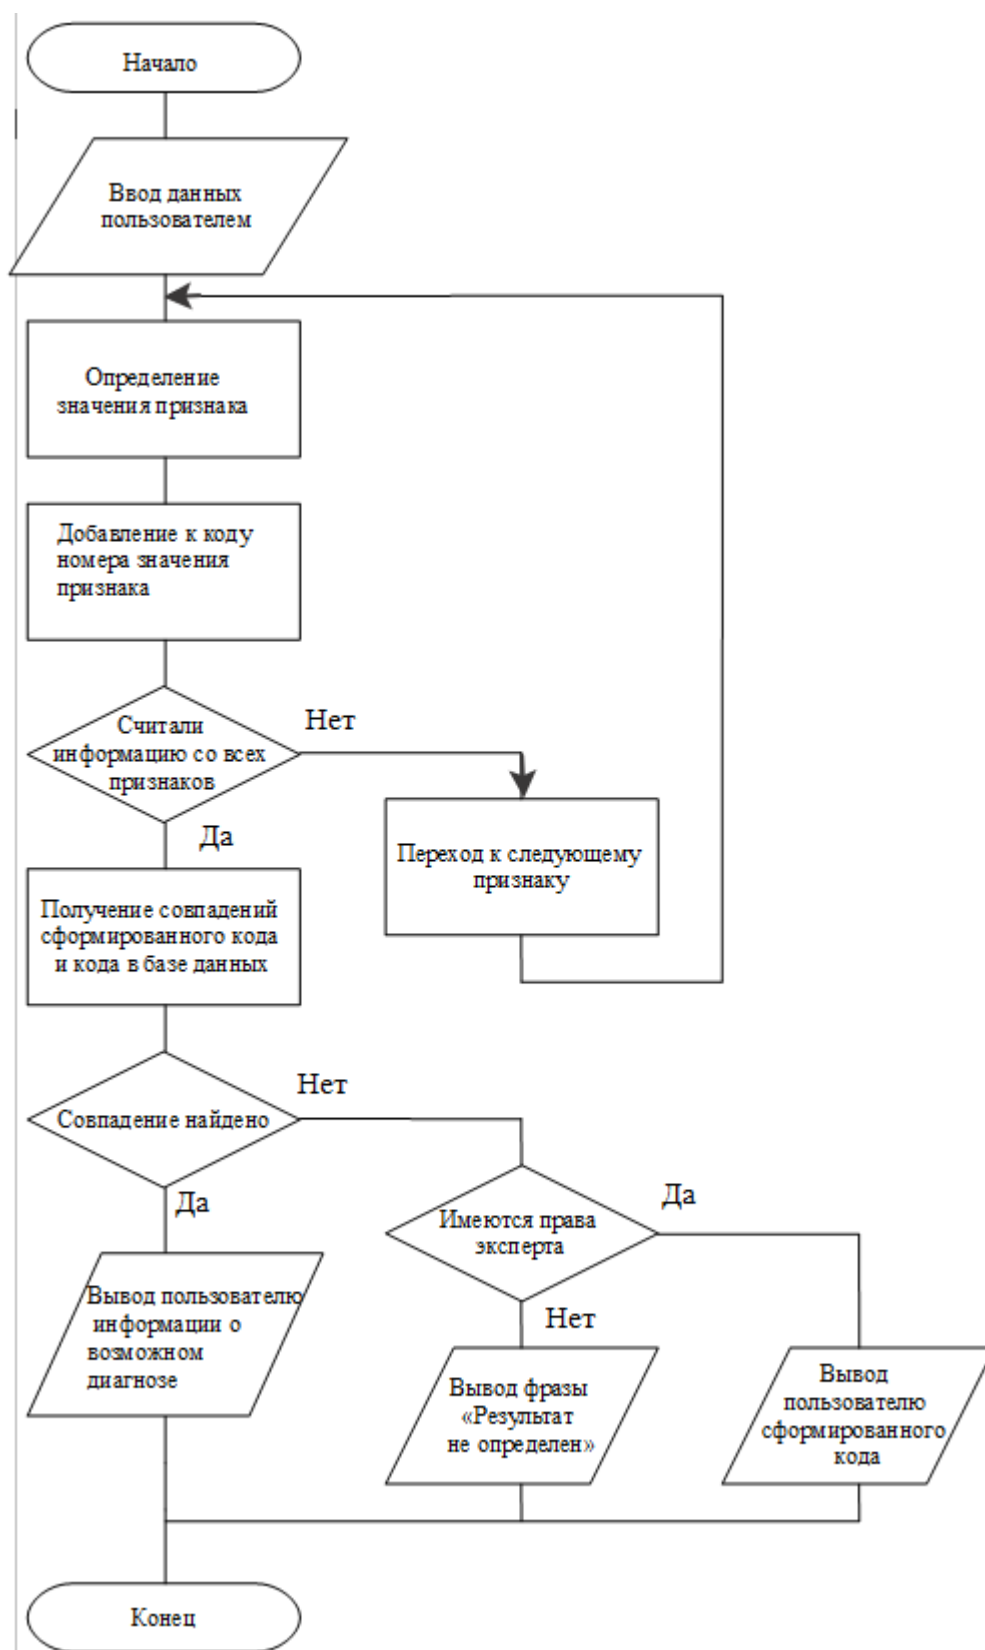 Начало
Ввод данных
пользователем
Определение
значения признака
Добавление к коду
номера значения
признака
Считали
информацию со всех
признаков
Нет
Да
Переход к следующему
признаку
Получение совпадений
сформированного кода
и кода в базе данных
Совпадение найдено
Нет
Да
Имеются права
эксперта
Да
Нет
Вывод пользователю
информации о
возможном
диагнозе
Вывод фразы
«Результат
не определен»
Вывод
пользователю
сформированного
кода
Конец